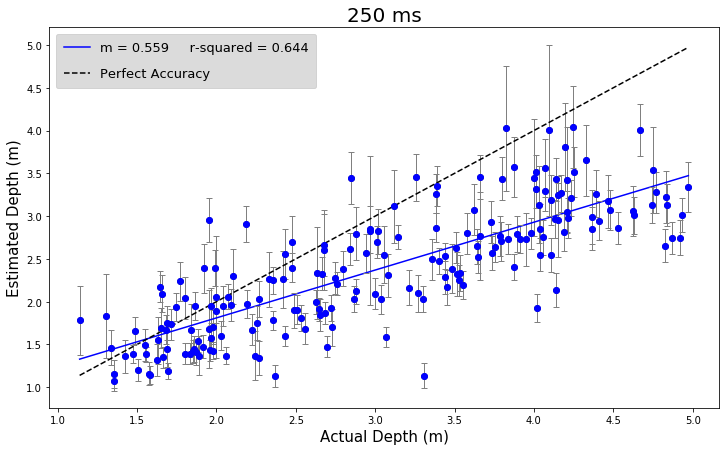 250 ms
m = 0.559 r-squared = 0.644
Perfect Accuracy
Estimated Depth (m)
5.0
4.5
4.0
3.5
3.0
2.5
2.0
1.5
1.0
1.0 1.5 2.0 2.5 3.0 3.5 4.0 4.5 5.0
Actual Depth (m)